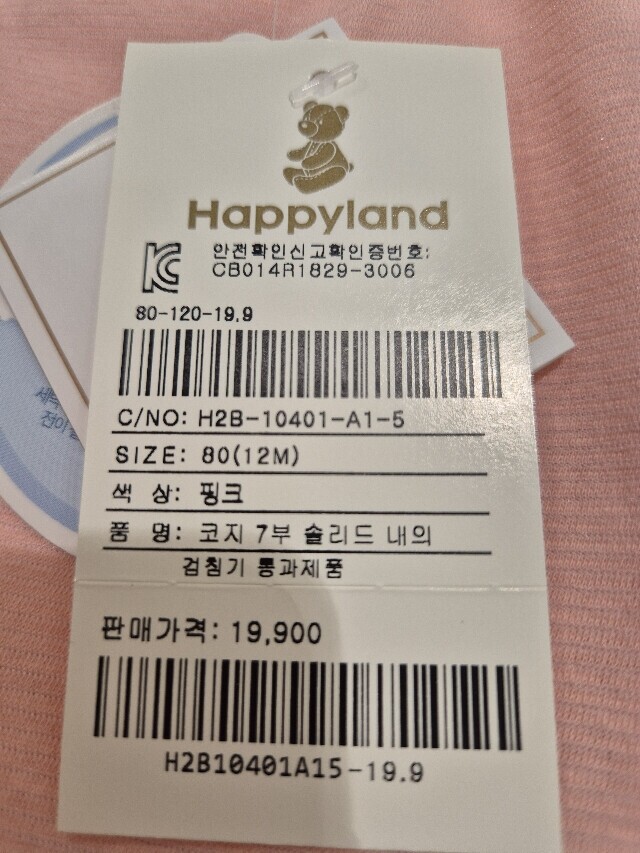 Happyland
안전확인신고확인증번호:
CB014R1829-3006
80-120-19.9
C/NO: H2B-10401-A1-5
SIZE: 80(12M)
색 상: 핑크
품 명: 코지 7부 솔리드 내의
검침기 통과제품
판매가격: 19,900
H2B10401A15-19.9